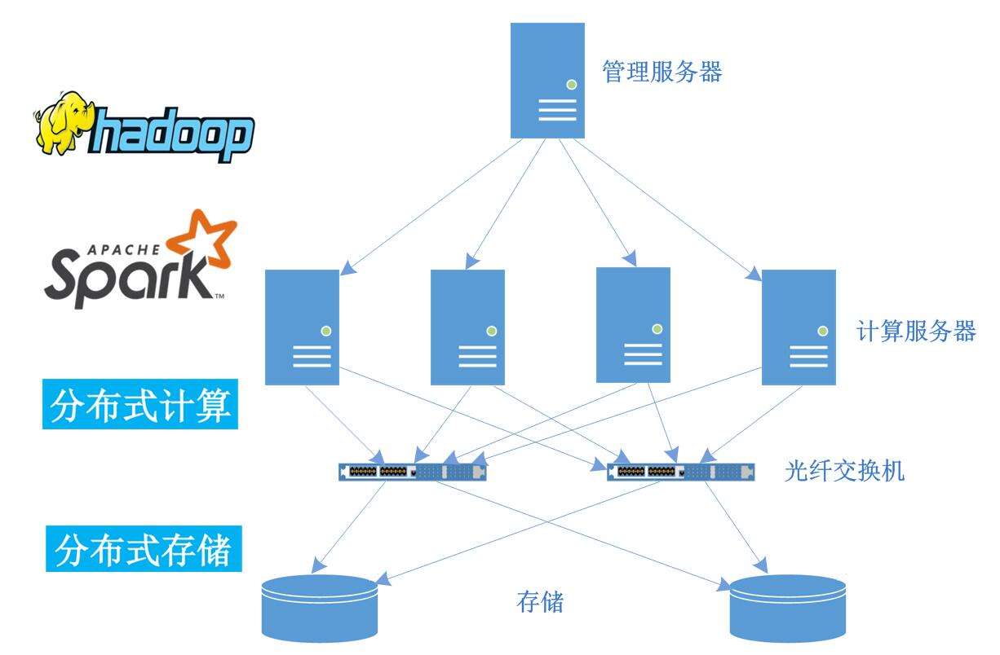 管理服务器
hadoop
APACHE
Spark™
计算服务器
分布式计算
光纤交换机
分布式存储
存储